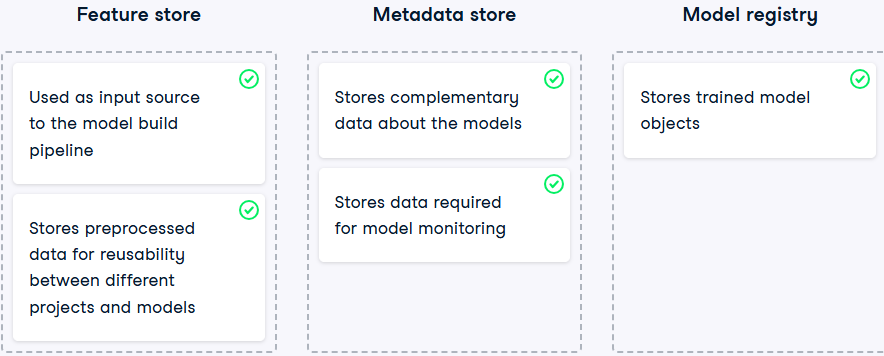 Feature store
Used as input source
to the model build
pipeline
Stores preprocessed
data for reusability
between different
projects and models
Metadata store
Stores complementary
data about the models
Stores data required
for model monitoring
Model registry
Stores trained model
objects